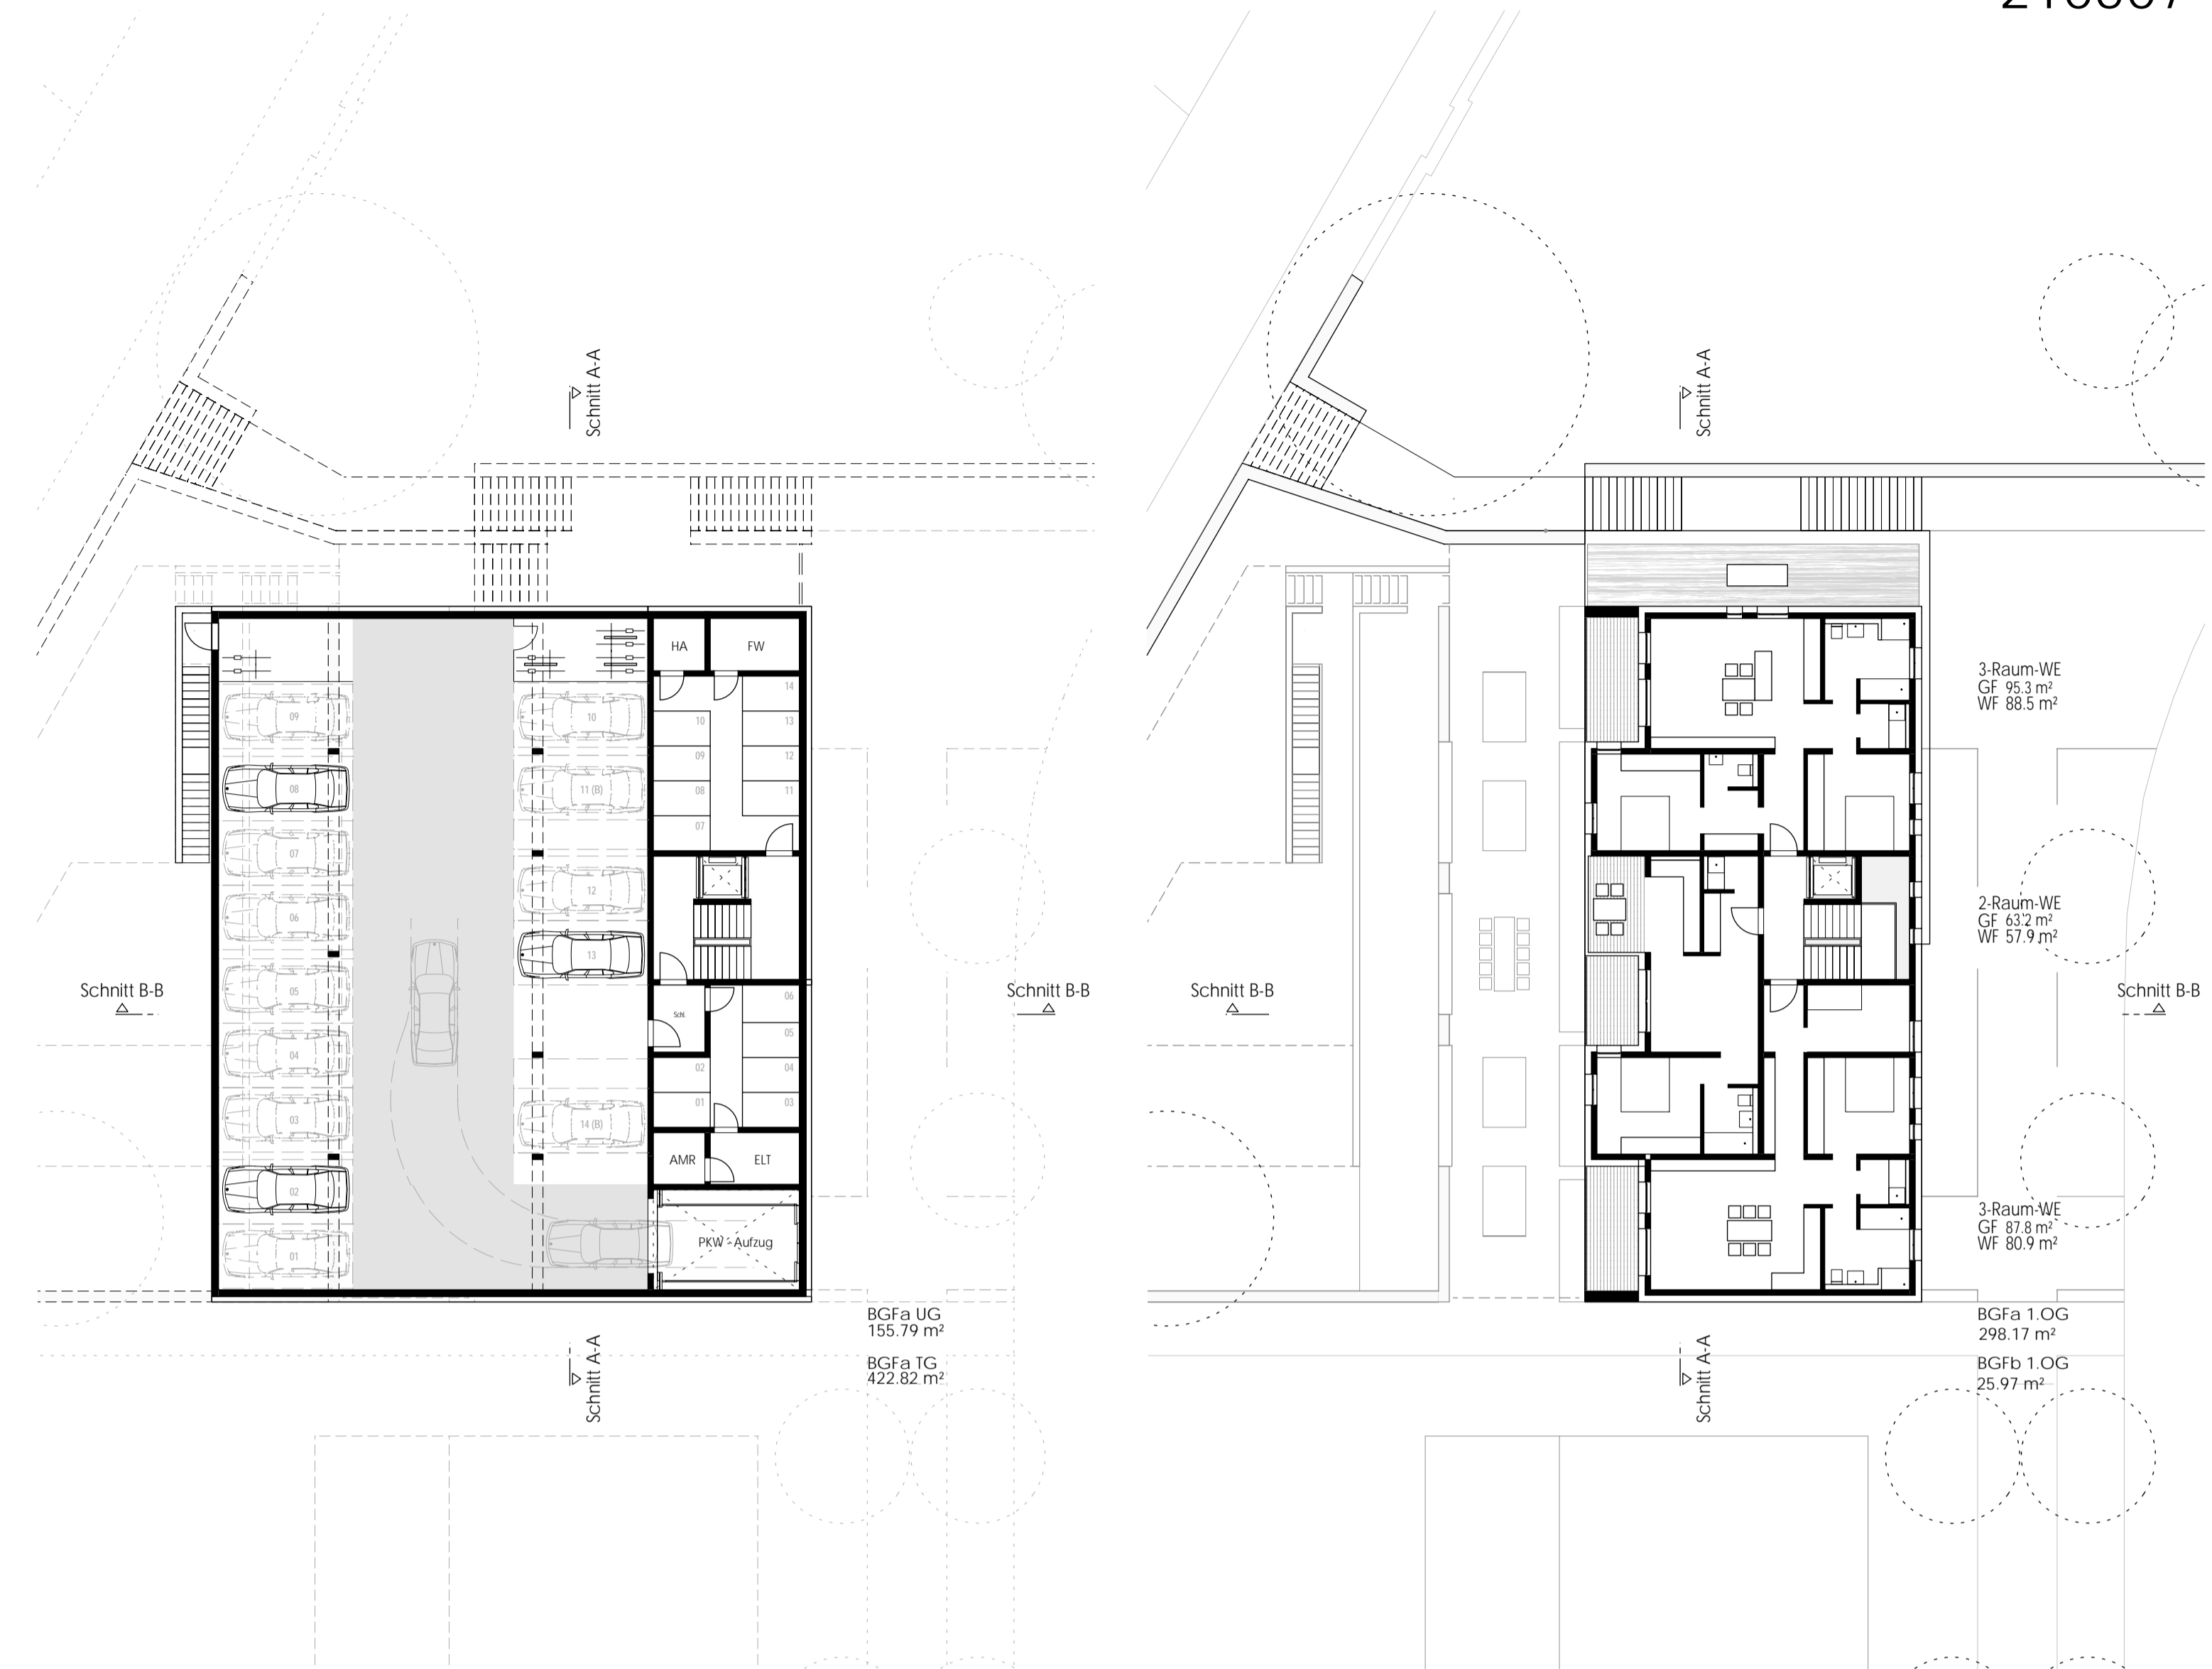 Schnitt A-A
HA
FW
14
09
10
10
13
09
12
08
11 (B)
08
11
07
07
12
06
13
Schnitt B-B
05
Schl.
06
Schnitt B-B
05
04
02
04
03
14 (B)
01
03
02
AMR
ELT
01
PKW - Aufzug
BGFa UG
155.79 m²
BGFa TG
422.82 m²
Schnitt A-A
Schnitt A-A
3-Raum-WE
GF 95.3 m²
WF 88.5 m²
2-Raum-WE
GF 63.2 m²
WF 57.9 m²
Schnitt B-B
Schnitt B-B
3-Raum-WE
GF 87.8 m²
WF 80.9 m²
BGFa 1.OG
298.17 m²
BGFb 1.OG
25.97 m²
Schnitt A-A